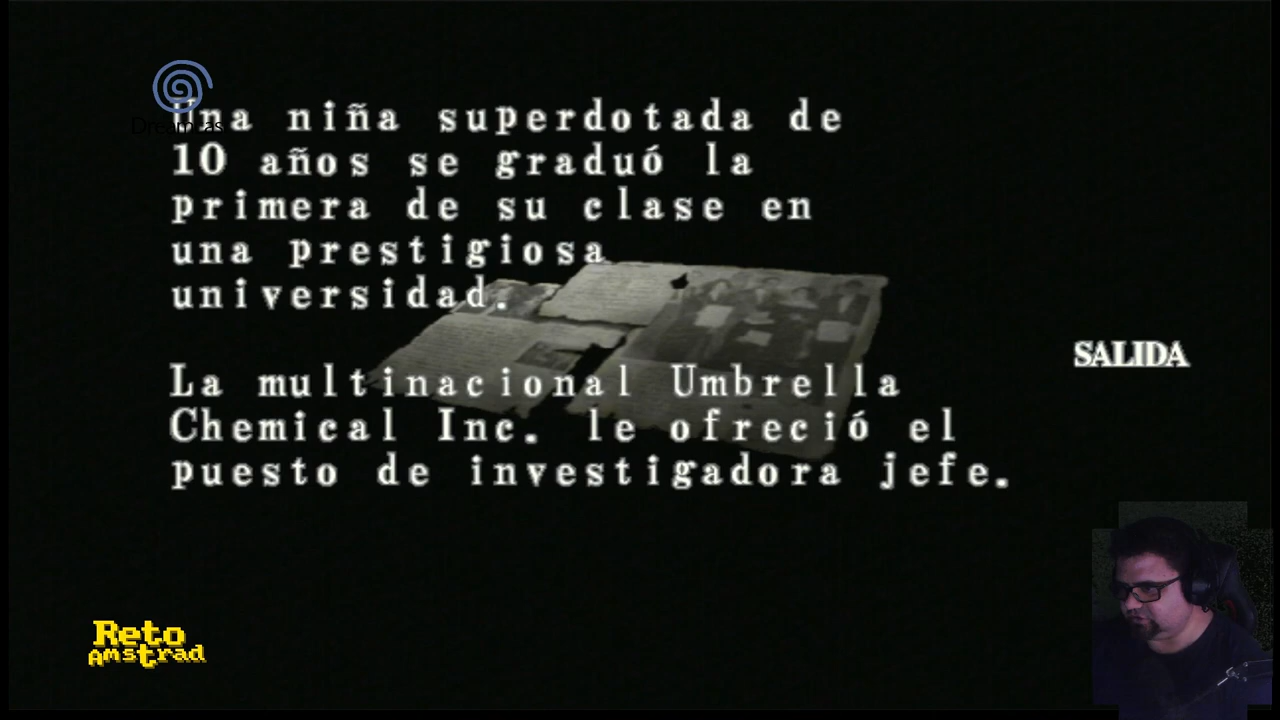 Dreamcas
Una niña superdotada de
10 años se graduó la
primera de su clase en
una prestigiosa
universidad.
La multinacional Umbrella
Chemical Inc. le ofreció el
puesto de investigadora jefe.
SALIDA
Reto
Amstrad